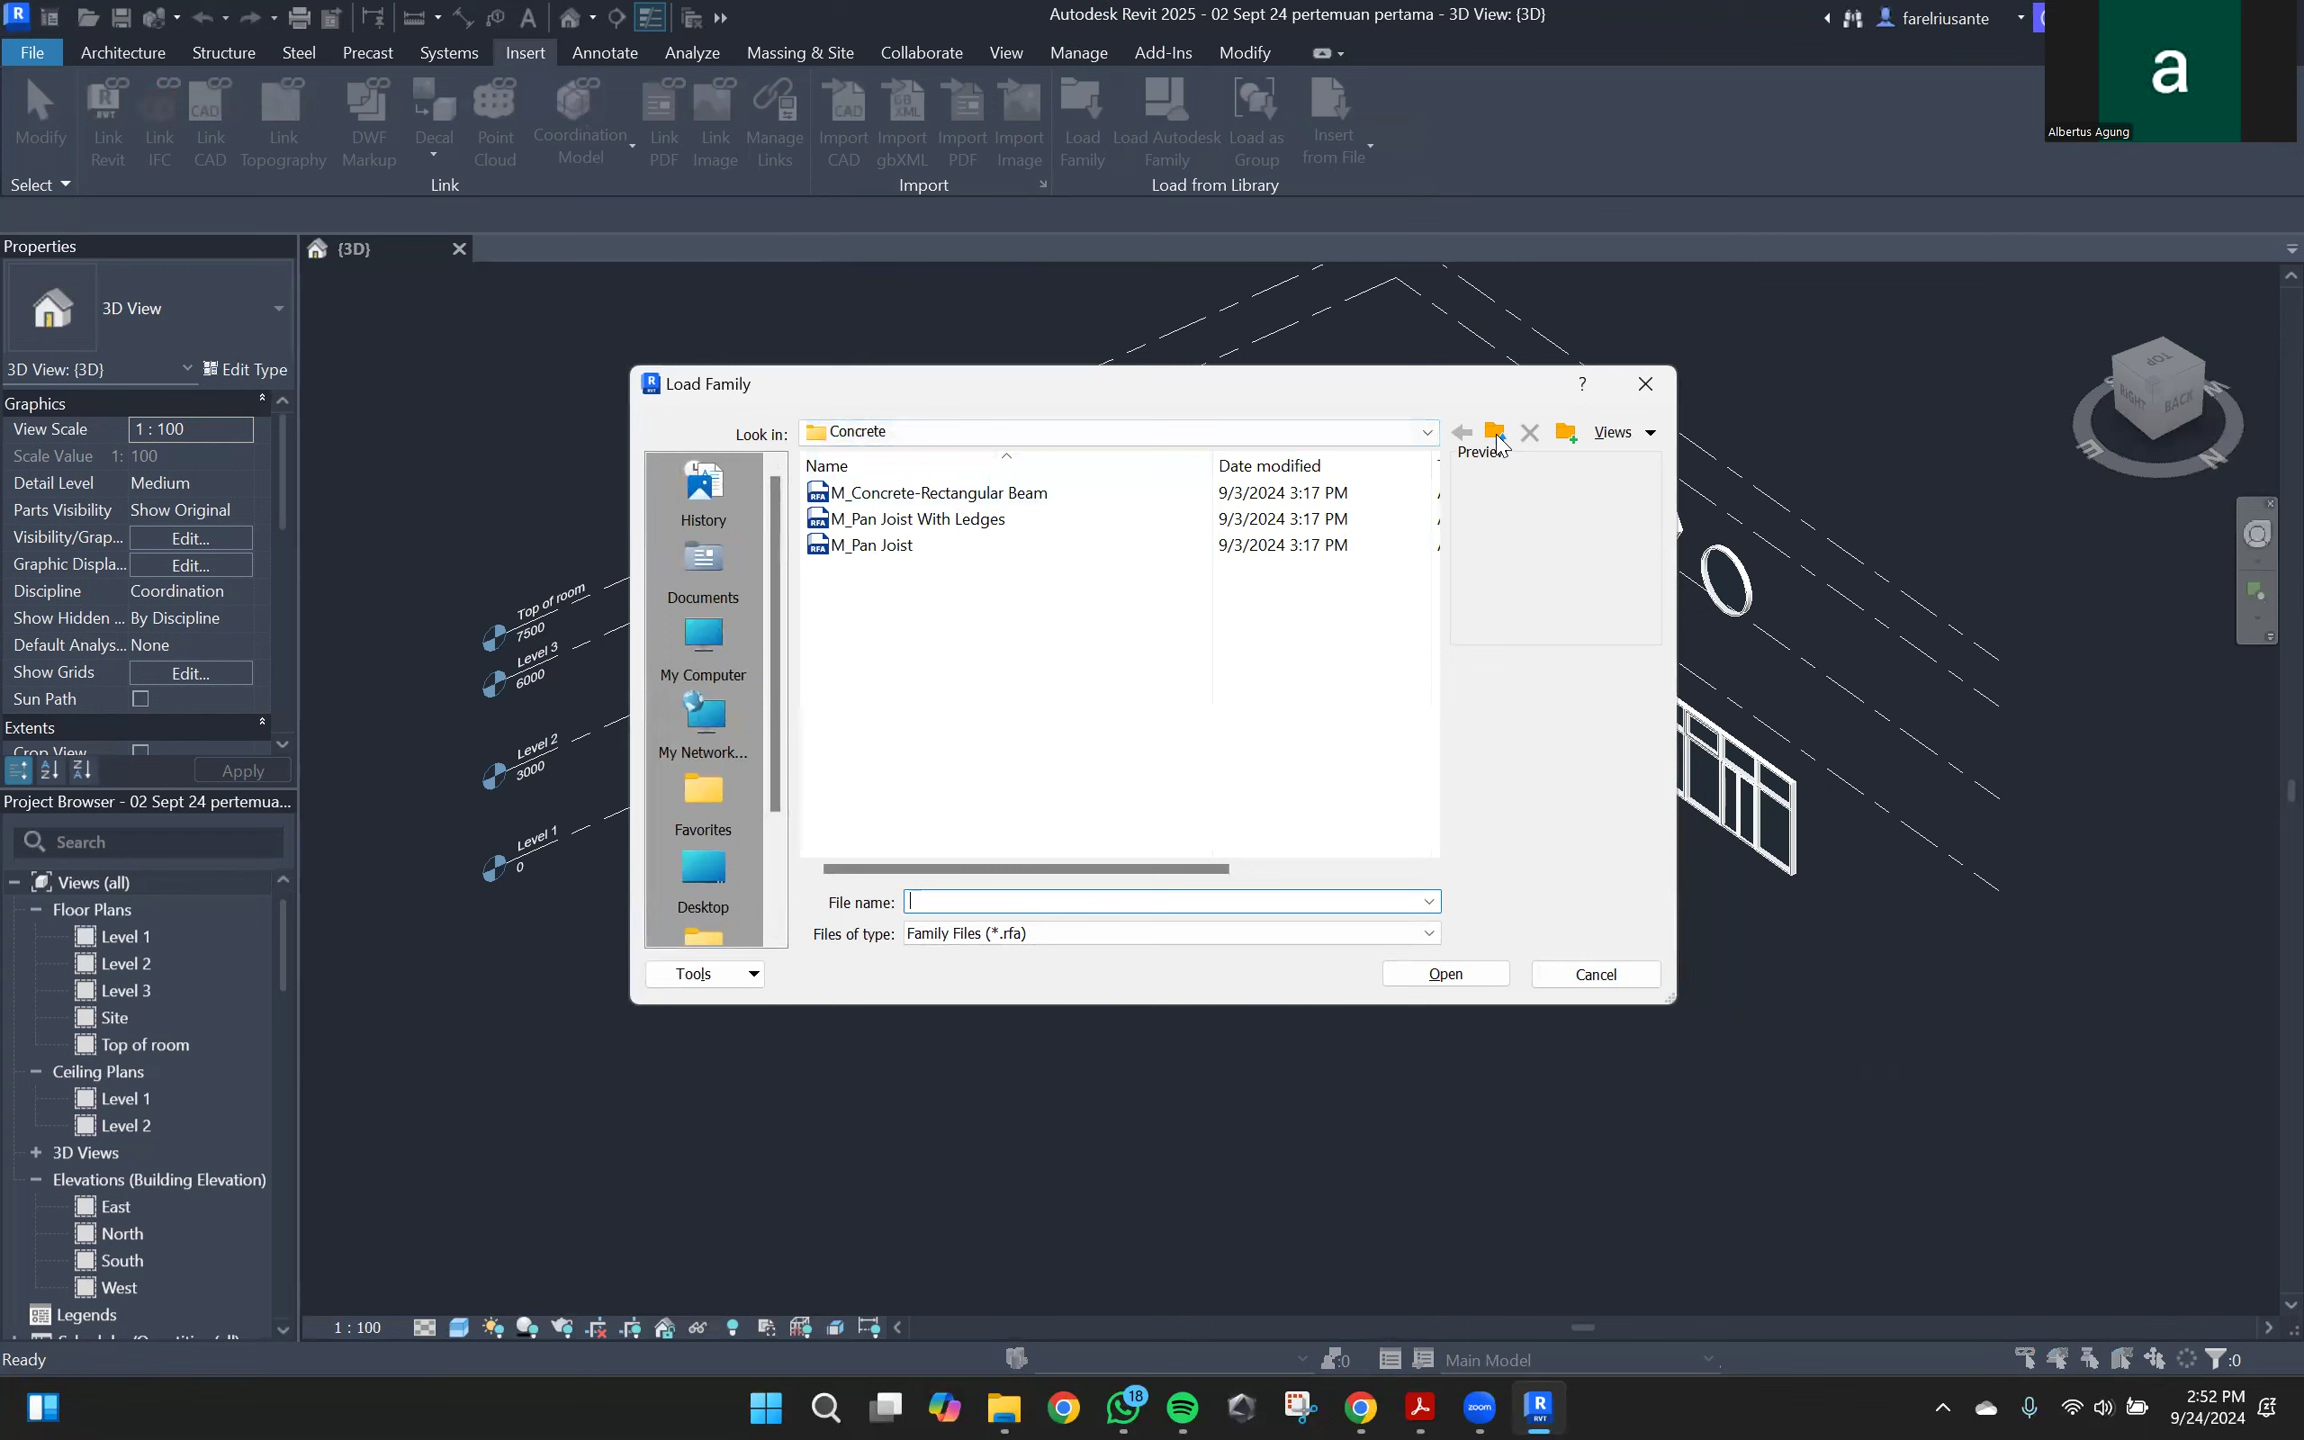 Autodesk Revit 2025 - 02 Sept 24 pertemuan pertama - 3D View: {3D}
farelriusante
File Architecture Structure Steel Precast Systems Insert Annotate Analyze Massing & Site Collaborate View Manage Add-Ins Modify
a
Albertus Agung
Modify
Link Revit
Link IFC
Link CAD
Link Topography
DWF Markup
Decal
Point Cloud
Coordination Model
Link PDF
Link Image
Manage Links
Import CAD
Import gbXML
Import PDF
Import Image
Load Family
Load Autodesk Family
Load as Group
Insert from File
Select
Link
Import
Load from Library
Properties
{3D}
3D View
3D View: {3D}
Edit Type
Graphics
View Scale 1 : 100
Scale Value 1: 100
Detail Level Medium
Parts Visibility Show Original
Visibility/Grap... Edit...
Graphic Displa... Edit...
Discipline Coordination
Show Hidden ... By Discipline
Default Analys... None
Show Grids Edit...
Sun Path
Extents
Crop View
Apply
Project Browser - 02 Sept 24 pertemua...
Search
Views (all)
Floor Plans
Level 1
Level 2
Level 3
Site
Top of room
Ceiling Plans
Level 1
Level 2
3D Views
Elevations (Building Elevation)
East
North
South
West
Legends
Top of room
7500
Level 3
6000
Level 2
3000
Level 1
0
Load Family
?
Look in: Concrete
Views
Preview
Name Date modified
M_Concrete-Rectangular Beam 9/3/2024 3:17 PM
M_Pan Joist With Ledges 9/3/2024 3:17 PM
M_Pan Joist 9/3/2024 3:17 PM
History
Documents
My Computer
My Network...
Favorites
Desktop
File name:
Files of type: Family Files (*.rfa)
Tools
Open
Cancel
TOP
RIGHT
BACK
1 : 100
Ready
:0
Main Model
:0
18
zoom
2:52 PM
9/24/2024